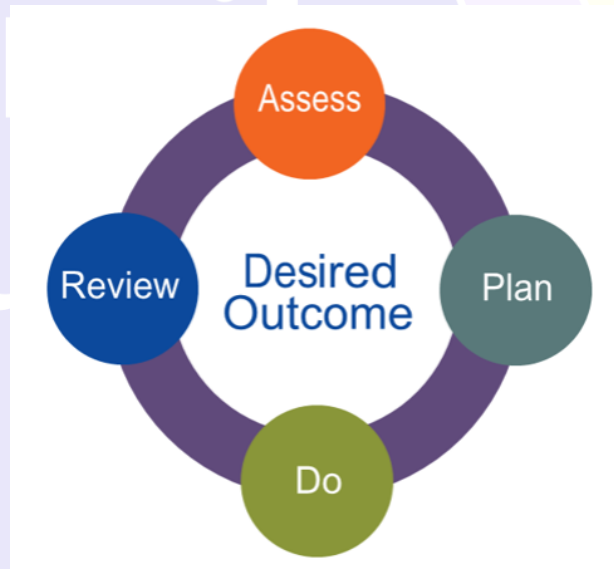 Assess
Review
Desired
Outcome
Plan
Do